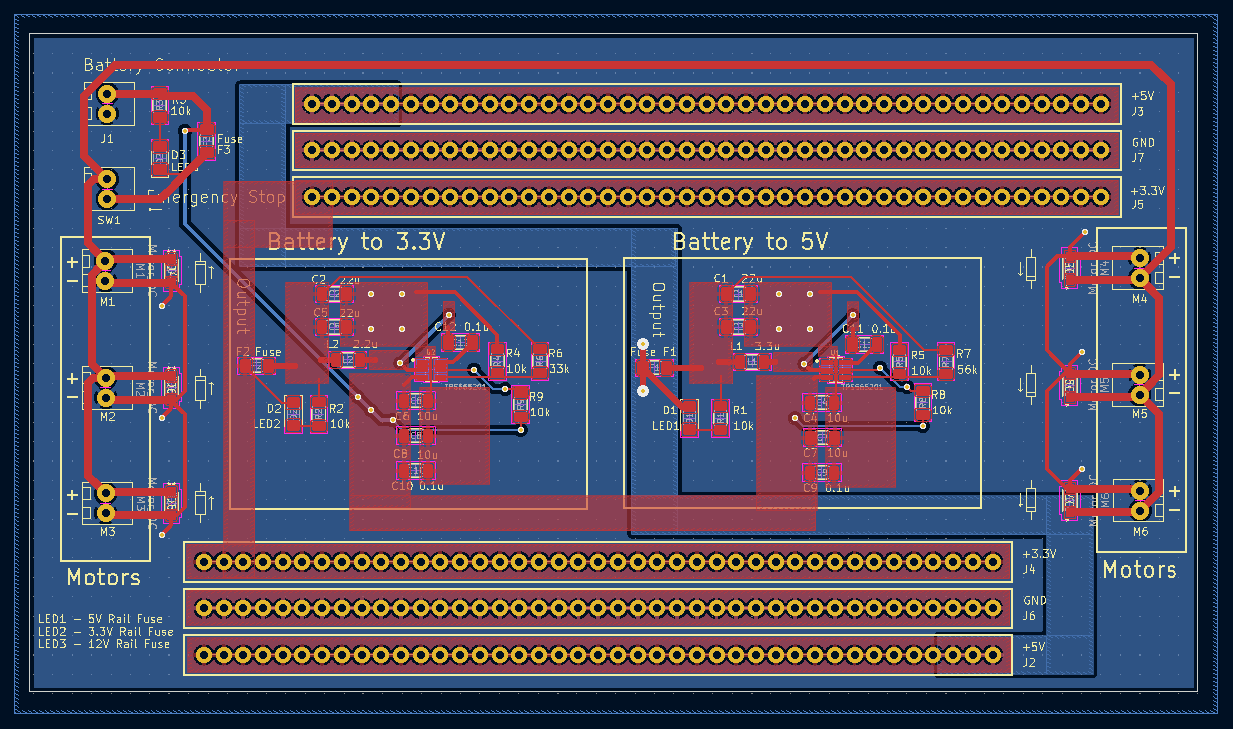 Battery Connector
J1
10k
Fuse
F3
D3
SW1
Emergency Stop
+5V
J3
GND
J7
+3.3V
J5
Battery to 3.3V
Battery to 5V
Output
Output
C2 22u
C5 22u
L2 2.2u
0.1u
F2 Fuse
R4
10k
R6
33k
R9
10k
D2
LED2
R2
10k
C6 10u
C8 10u
C10 0.1u
C1 22u
C3 22u
L1 3.3u
C11 0.1u
Fuse F1
R5
10k
R7
56k
R8
10k
D1
LED1
R1
10k
C4 10u
C7 10u
C9 0.1u
+
−
M1
+
−
M2
+
−
M3
Motors
+
−
M4
+
−
M5
+
−
M6
Motors
+3.3V
J4
GND
J6
+5V
J2
LED1 − 5V Rail Fuse
LED2 − 3.3V Rail Fuse
LED3 − 12V Rail Fuse